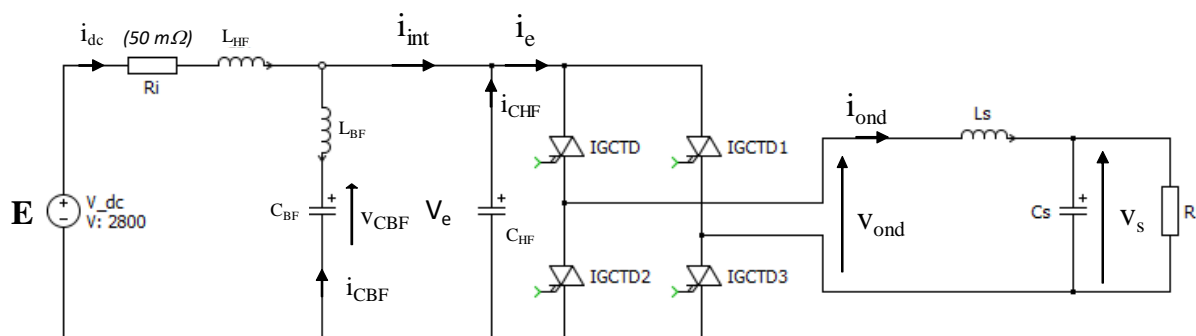 i_dc
(50 mΩ)
L_HF
i_int
i_e
Ri
i_CHF
i_ond
Ls
L_BF
IGCTD
IGCTD1
E
V_dc
V: 2800
C_BF
v_CBF
V_e
C_HF
v_ond
Cs
v_s
R
i_CBF
IGCTD2
IGCTD3